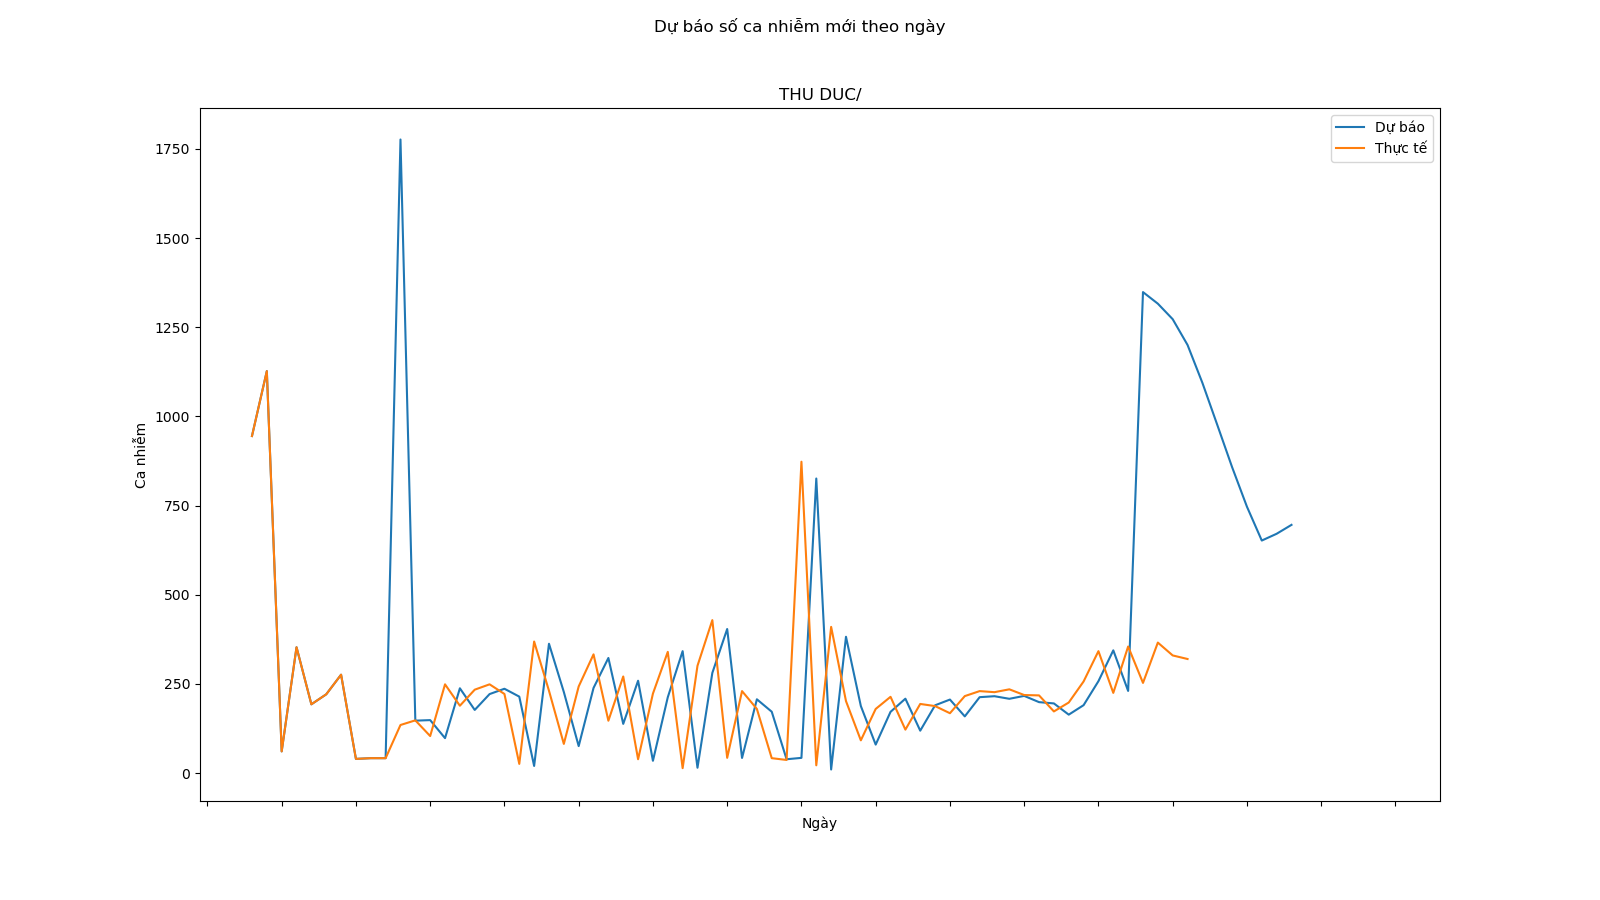 Dự báo số ca nhiễm mới theo ngày
THU DUC/
Dự báo
Thực tế
1750
1500
1250
1000
750
500
250
0
Ca nhiễm
Ngày